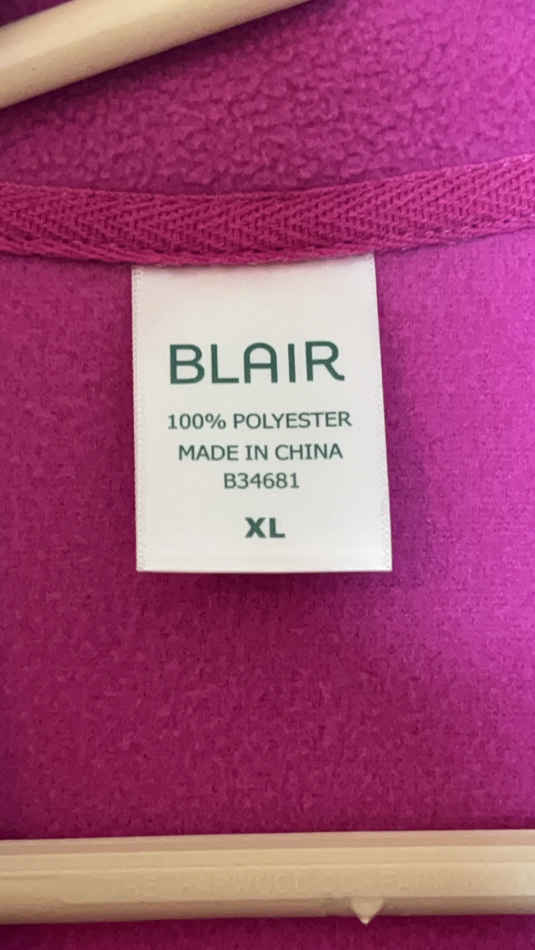 BLAIR
100% POLYESTER
MADE IN CHINA
B34681
XL